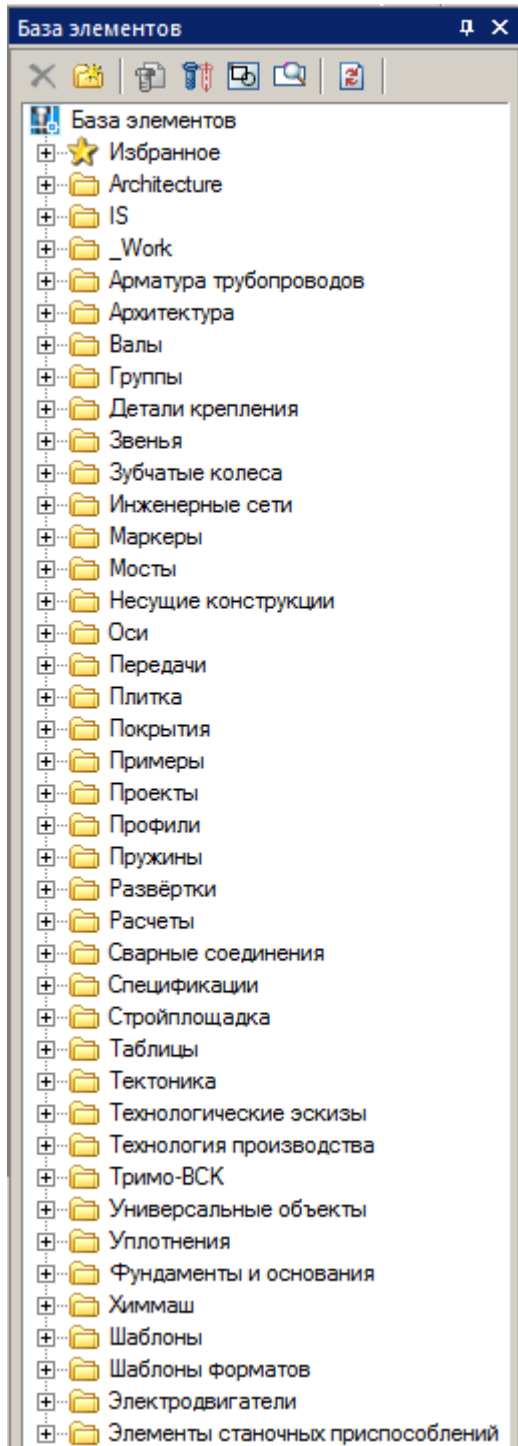 База элементов
База элементов
Избранное
Architecture
IS
_Work
Арматура трубопроводов
Архитектура
Валы
Группы
Детали крепления
Звенья
Зубчатые колеса
Инженерные сети
Маркеры
Мосты
Несущие конструкции
Оси
Передачи
Плитка
Покрытия
Примеры
Проекты
Профили
Пружины
Развёртки
Расчеты
Сварные соединения
Спецификации
Стройплощадка
Таблицы
Тектоника
Технологические эскизы
Технология производства
Тримо-ВСК
Универсальные объекты
Уплотнения
Фундаменты и основания
Химмаш
Шаблоны
Шаблоны форматов
Электродвигатели
Элементы станочных приспособлений